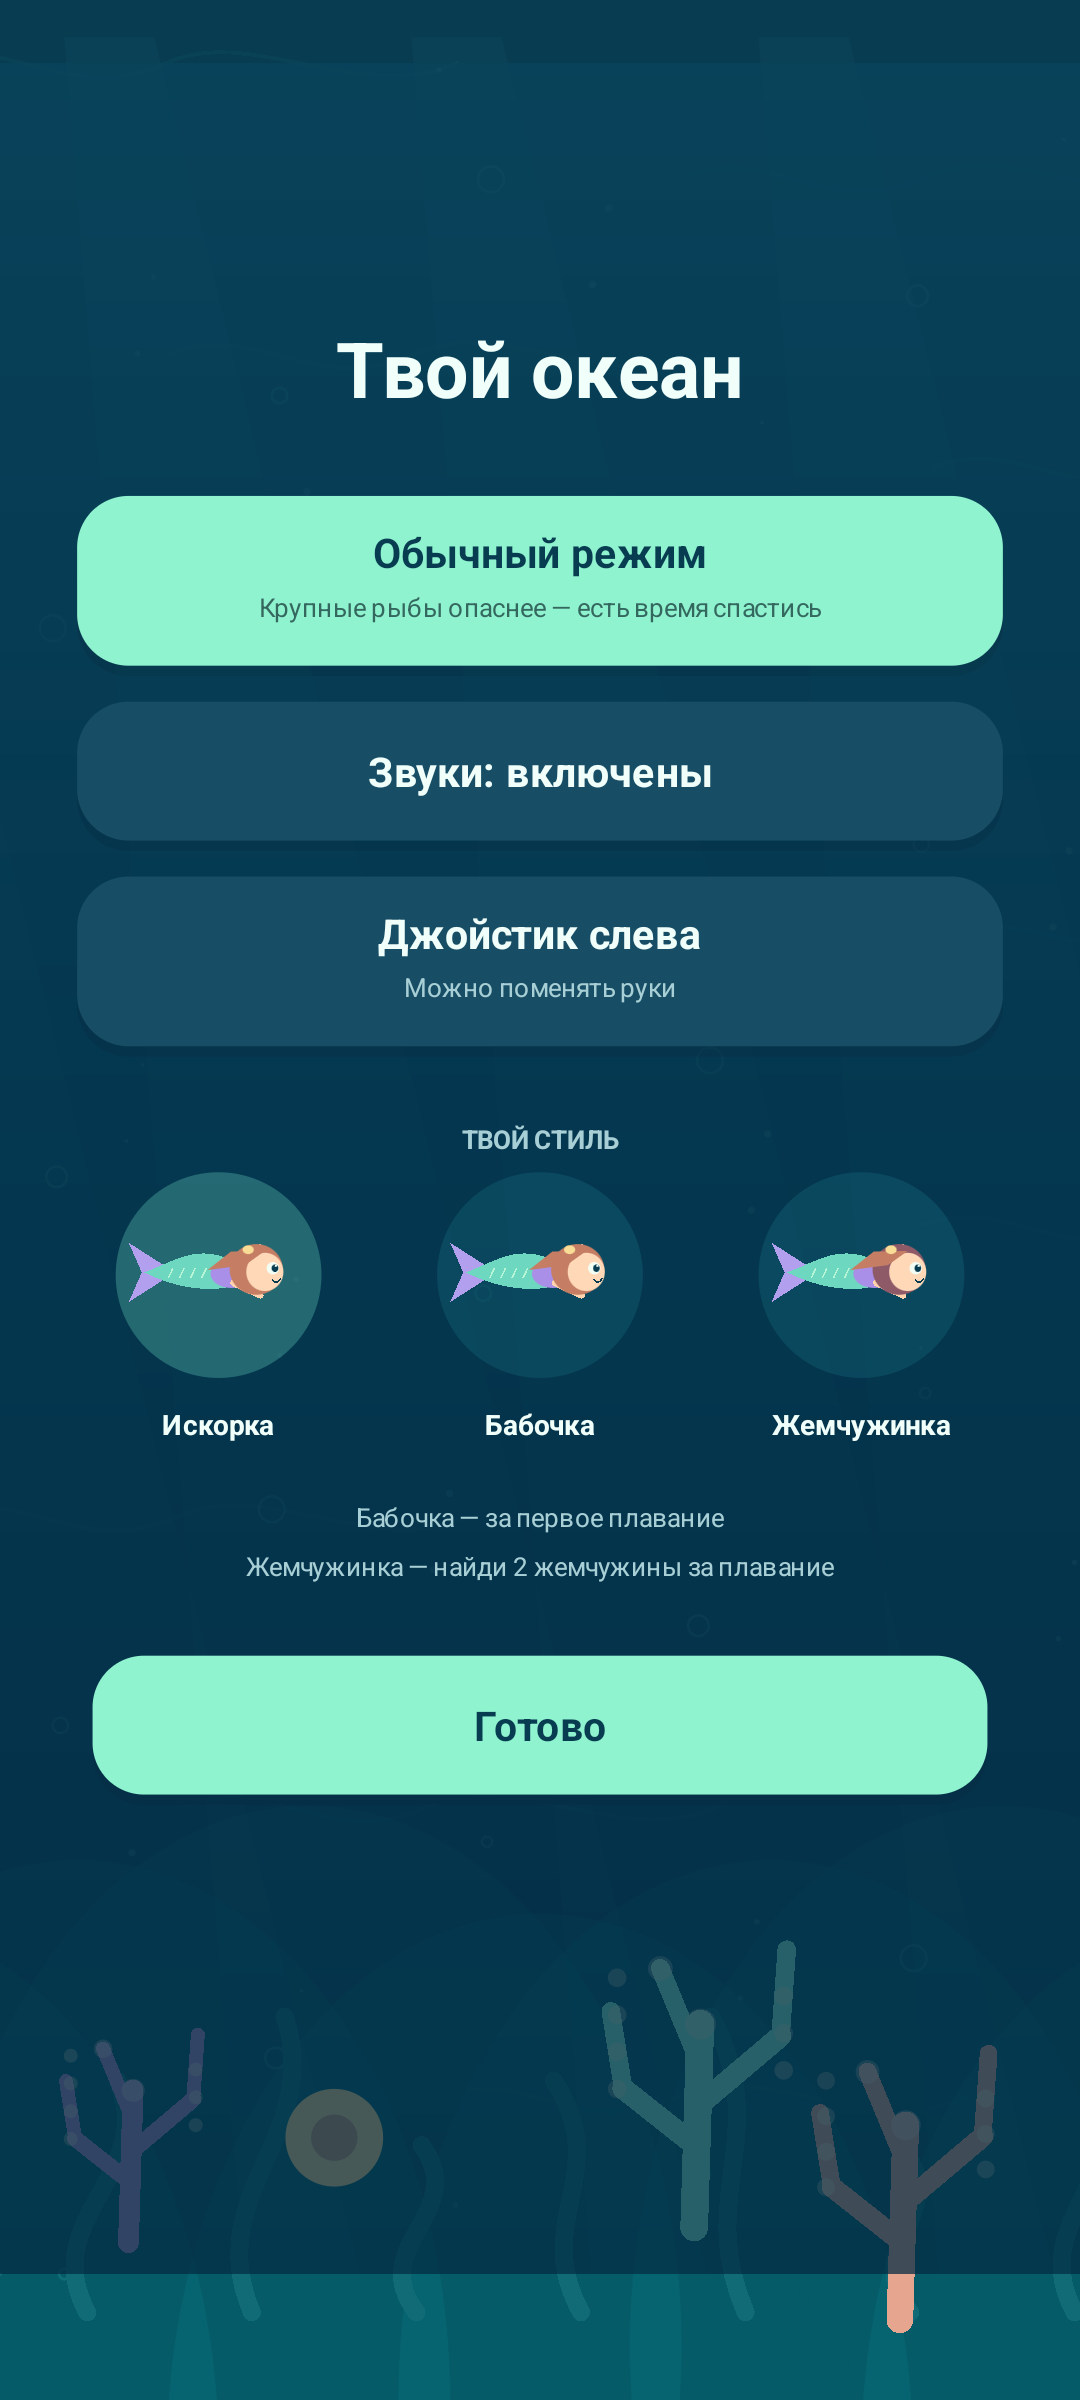 Твой океан
Обычный режим
Крупные рыбы опаснее — есть время спастись
Звуки: включены
Джойстик слева
Можно поменять руки
ТВОЙ СТИЛЬ
Искорка
Бабочка
Жемчужинка
Бабочка — за первое плавание
Жемчужинка — найди 2 жемчужины за плавание
Готово